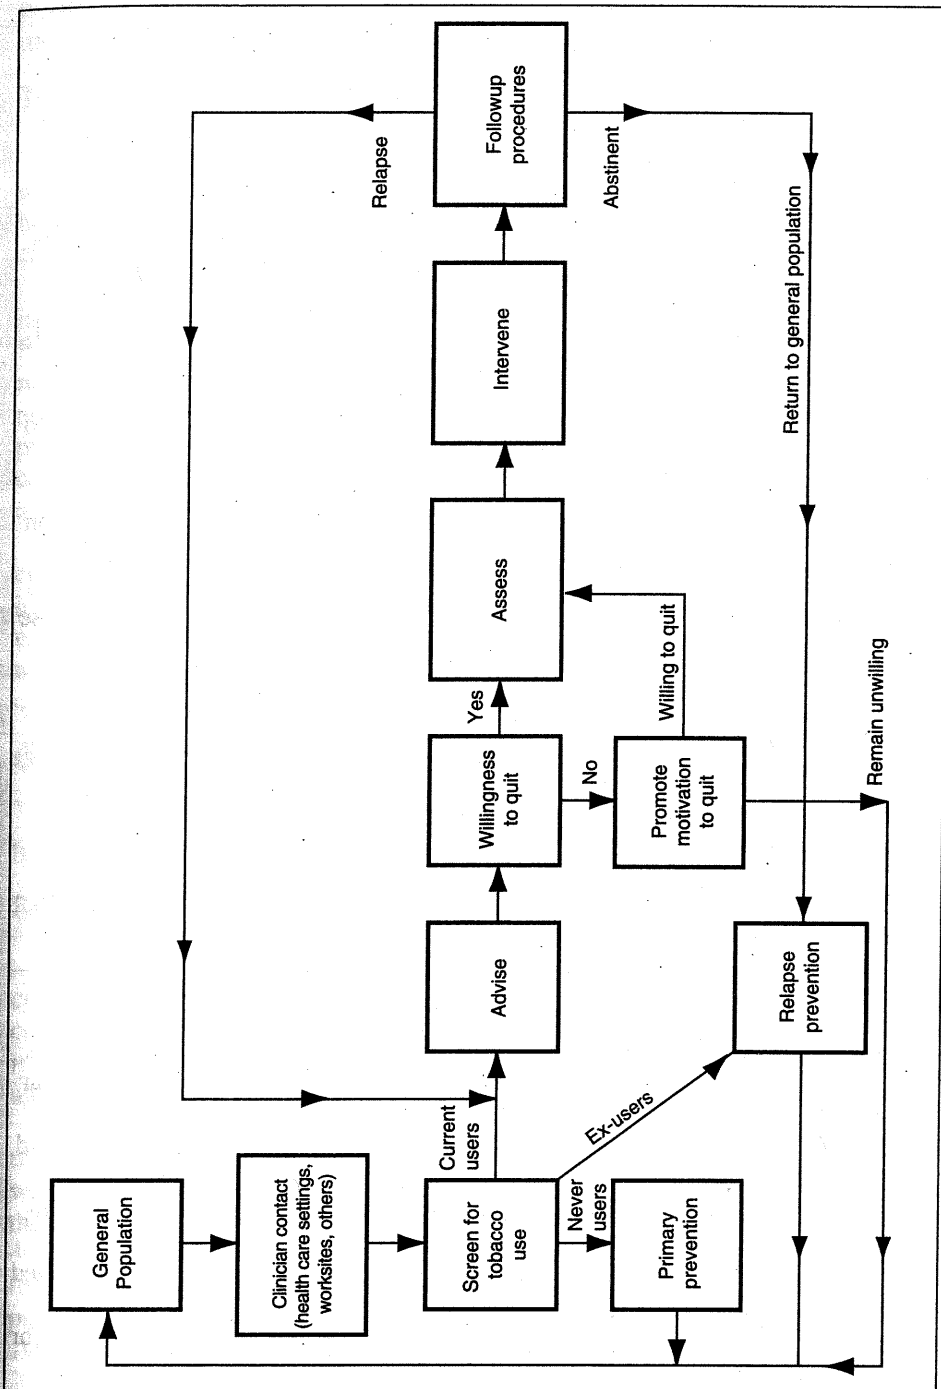 General
Population
Clinician contact
(health care settings,
worksites, others)
Screen for
tobacco
use
Current
users
Ex-users
Never
users
Primary
prevention
Advise
Willingness
to quit
Yes
No
Promote
motivation
to quit
Willing to quit
Remain unwilling
Assess
Intervene
Followup
procedures
Relapse
Abstinent
Return to general population
Relapse
prevention